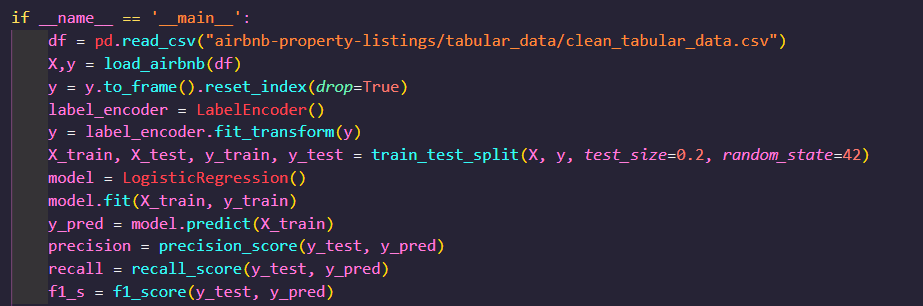 if __name__ == '__main__':
    df = pd.read_csv("airbnb-property-listings/tabular_data/clean_tabular_data.csv")
    X,y = load_airbnb(df)
    y = y.to_frame().reset_index(drop=True)
    label_encoder = LabelEncoder()
    y = label_encoder.fit_transform(y)
    X_train, X_test, y_train, y_test = train_test_split(X, y, test_size=0.2, random_state=42)
    model = LogisticRegression()
    model.fit(X_train, y_train)
    y_pred = model.predict(X_train)
    precision = precision_score(y_test, y_pred)
    recall = recall_score(y_test, y_pred)
    f1_s = f1_score(y_test, y_pred)